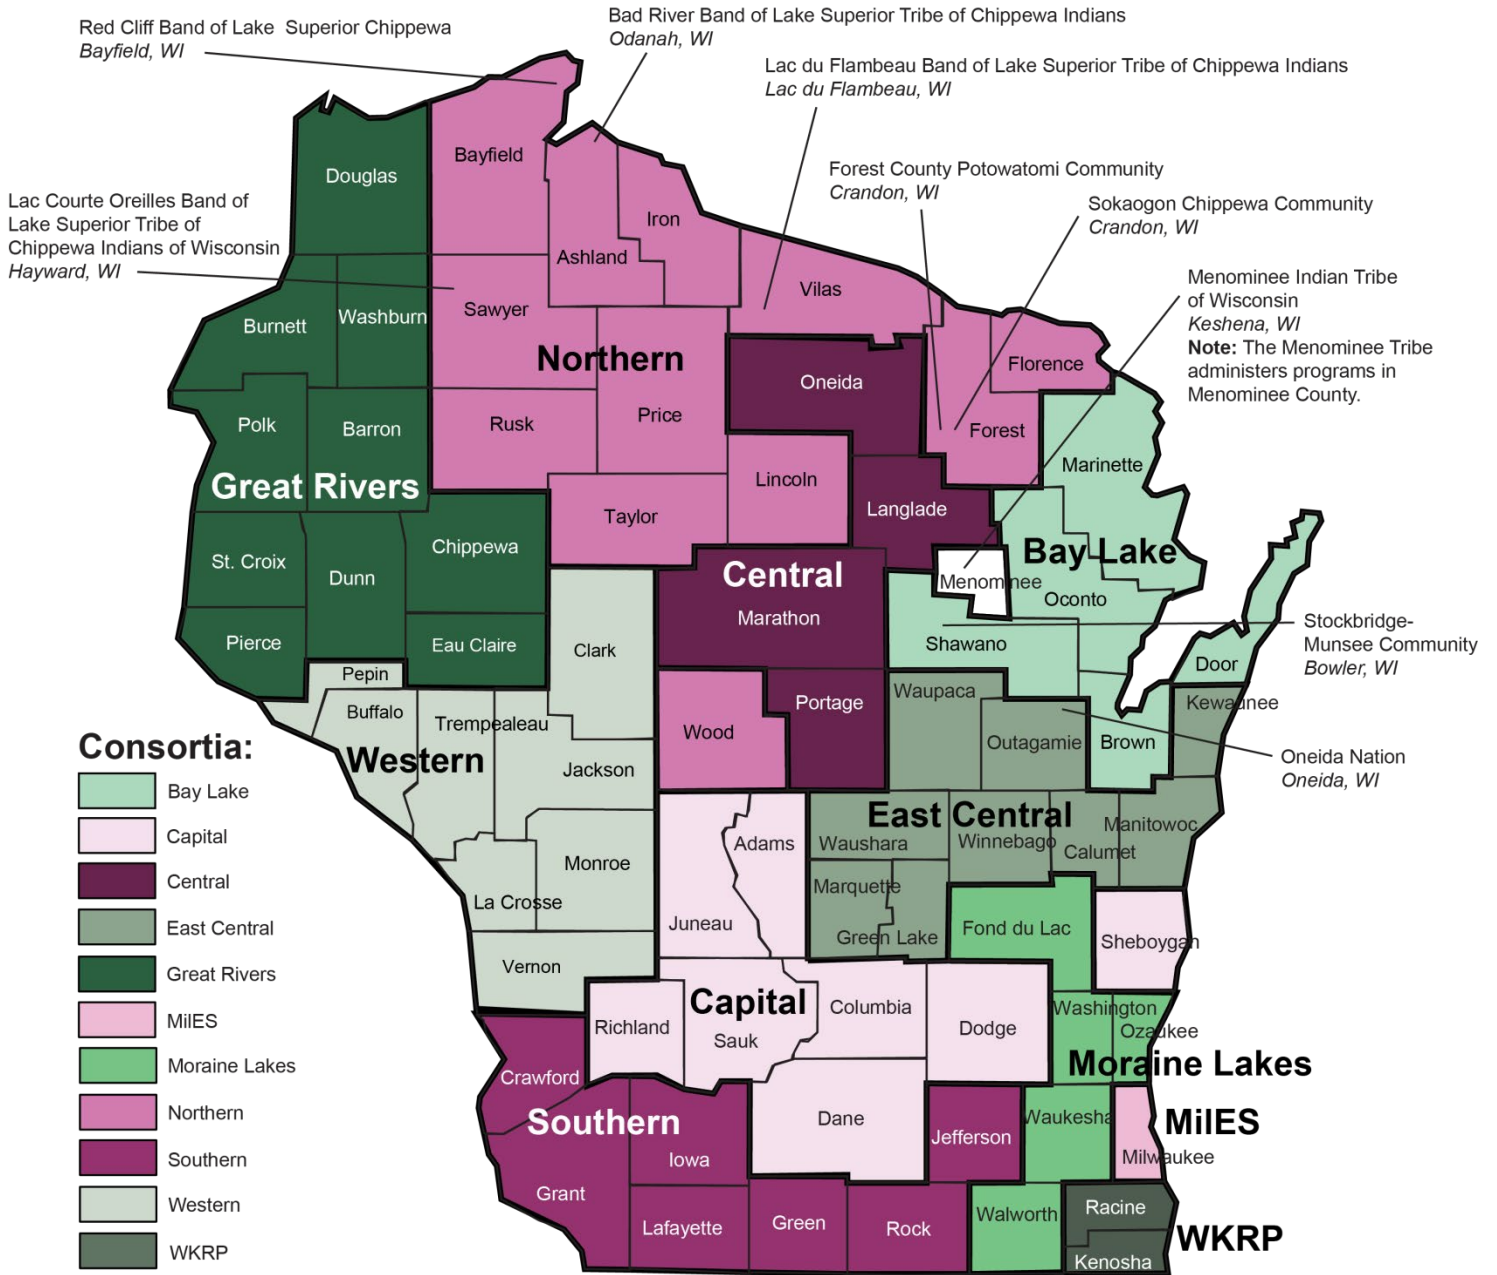 Red Cliff Band of Lake Superior Chippewa
Bayfield, WI
Bad River Band of Lake Superior Tribe of Chippewa Indians
Odanah, WI
Lac du Flambeau Band of Lake Superior Tribe of Chippewa Indians
Lac du Flambeau, WI
Forest County Potowatomi Community
Crandon, WI
Sokaogon Chippewa Community
Crandon, WI
Lac Courte Oreilles Band of
Lake Superior Tribe of
Chippewa Indians of Wisconsin
Hayward, WI
Menominee Indian Tribe
of Wisconsin
Keshena, WI
Note: The Menominee Tribe
administers programs in
Menominee County.
Douglas
Bayfield
Iron
Ashland
Vilas
Sawyer
Burnett
Washburn
Northern
Florence
Oneida
Polk
Barron
Rusk
Price
Forest
Marinette
Great Rivers
Lincoln
Langlade
Taylor
Chippewa
Bay Lake
St. Croix
Dunn
Central
Menominee
Oconto
Marathon
Pierce
Eau Claire
Clark
Shawano
Stockbridge-
Munsee Community
Bowler, WI
Door
Pepin
Waupaca
Portage
Kewaunee
Buffalo
Trempealeau
Wood
Outagamie
Brown
Oneida Nation
Oneida, WI
Western
Jackson
East Central
Manitowoc
Adams
Waushara
Winnebago
Calumet
Monroe
Marquette
La Crosse
Juneau
Green Lake
Fond du Lac
Sheboygan
Vernon
Capital
Columbia
Washington
Richland
Dodge
Ozaukee
Sauk
Moraine Lakes
Crawford
Southern
Dane
Waukesha
MilES
Jefferson
Iowa
Milwaukee
Grant
Lafayette
Green
Rock
Walworth
Racine
WKRP
Kenosha
Consortia:
Bay Lake
Capital
Central
East Central
Great Rivers
MilES
Moraine Lakes
Northern
Southern
Western
WKRP